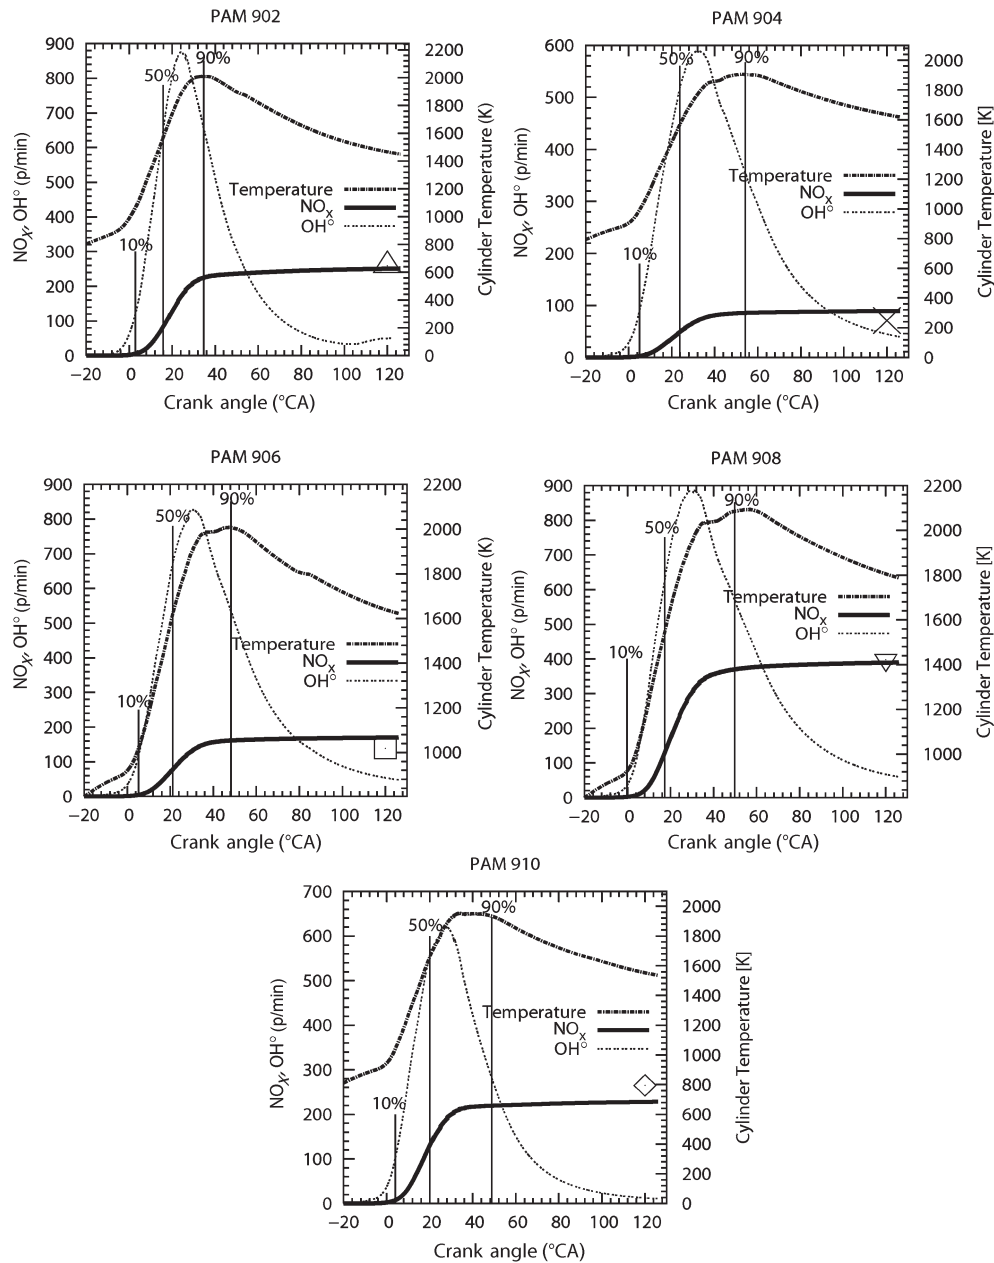 PAM 902
900
800
700
600
500
400
300
200
100
0
2200
2000
1800
1600
1400
1200
1000
800
600
400
200
0
NOX, OH° (p/min)
Cylinder Temperature (K)
10%
50%
90%
Temperature
NOx
OH°
−20 0 20 40 60 80 100 120
Crank angle (°CA)
PAM 904
600
500
400
300
200
100
0
2000
1800
1600
1400
1200
1000
800
600
400
200
0
NOX, OH° (p/min)
Cylinder Temperature [K]
10%
50%
90%
Temperature
NOx
OH°
−20 0 20 40 60 80 100 120
Crank angle (°CA)
PAM 906
900
800
700
600
500
400
300
200
100
0
2200
2000
1800
1600
1400
1200
1000
NOX, OH° (p/min)
Cylinder Temperature (K)
10%
50%
90%
Temperature
NOx
OH°
−20 0 20 40 60 80 100 120
Crank angle (°CA)
PAM 908
900
800
700
600
500
400
300
200
100
0
2200
2000
1800
1600
1400
1200
1000
NOX, OH° (p/min)
Cylinder Temperature [K]
10%
50%
90%
Temperature
NOx
OH°
−20 0 20 40 60 80 100 120
Crank angle (°CA)
PAM 910
700
600
500
400
300
200
100
0
2000
1800
1600
1400
1200
1000
800
600
400
200
0
NOX, OH° (p/min)
Cylinder Temperature [K]
10%
50%
90%
Temperature
NOx
OH°
−20 0 20 40 60 80 100 120
Crank angle (°CA)